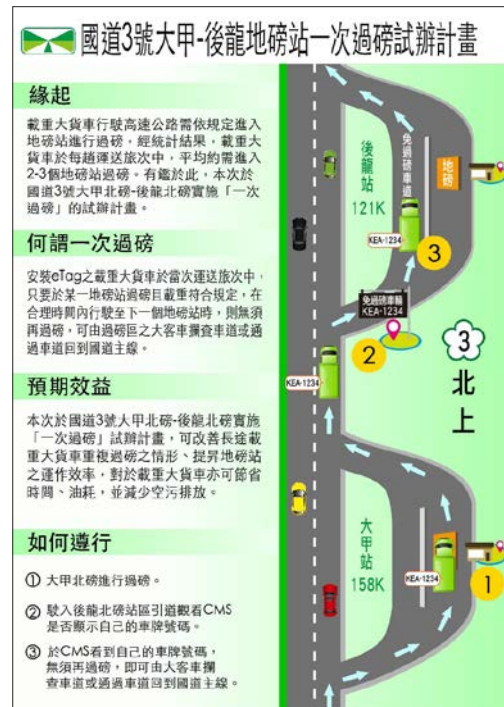 國道3號大甲-後龍地磅站一次過磅試辦計畫
緣起
載重大貨車行駛高速公路需依規定進入
地磅站進行過磅，經統計結果，載重大
貨車於每趟運送旅次中，平均約需進入
2-3個地磅站過磅。有鑑於此，本次於
國道3號大甲北磅-後龍北磅實施「一次
過磅」的試辦計畫。
何謂一次過磅
安裝eTag之載重大貨車於當次運送旅次中，
只要於某一地磅站過磅且載重符合規定，在
合理時間內行駛至下一個地磅站時，則無須
再過磅，可由過磅區之大客車攔查車道或通
過車道回到國道主線。
預期效益
本次於國道3號大甲北磅-後龍北磅實施
「一次過磅」試辦計畫，可改善長途載
重大貨車重複過磅之情形、提昇地磅站
之運作效率，對於載重大貨車亦可節省
時間、油耗，並減少空污排放。
如何遵行
① 大甲北磅進行過磅。
② 駛入後龍北磅站區引道觀看CMS
是否顯示自己的車牌號碼。
③ 於CMS看到自己的車牌號碼，
無須再過磅，即可由大客車攔
查車道或通過車道回到國道主線。
後龍站
121K
免過磅車道
地磅
KEA-1234
3
免過磅車輛
KEA-1234
2
KEA-1234
3
北上
大甲站
158K
KEA-1234
1